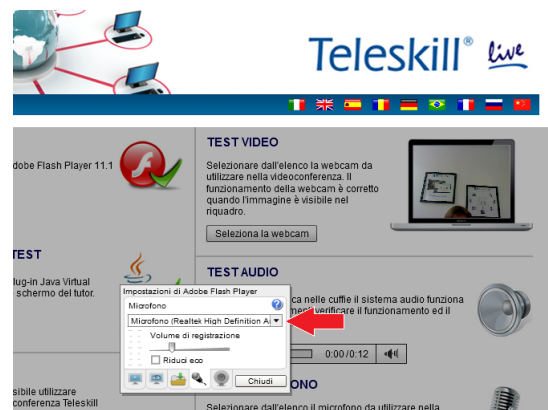 Teleskill® live
TEST VIDEO
dobe Flash Player 11.1
Selezionare dall'elenco la webcam da
utilizzare nella videoconferenza. Il
funzionamento della webcam è corretto
quando l'immagine è visibile nel
riquadro.
Seleziona la webcam
TEST
lug-in Java Virtual
schermo del tutor.
TEST AUDIO
ca nelle cuffie il sistema audio funziona
verificare il funzionamento ed il
0:00/0:12
Impostazioni di Adobe Flash Player
Microfono
Microfono (Realtek High Definition A
Volume di registrazione
Riduci eco
Chiudi
ONO
sibile utilizzare
conferenza Teleskill
Selezionare dall'elenco il microfono da utilizzare nella